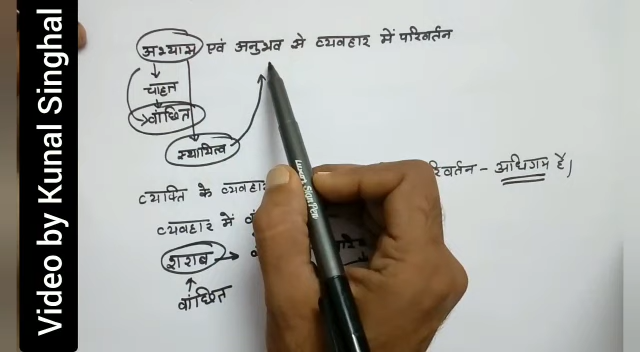 Video by Kunal Singhal
अभ्यास एवं अनुभव से व्यवहार में परिवर्तन
चाहत
वांछित
स्थायित्व
व्यक्ति के व्यवहार
परिवर्तन - अधिगम है।
व्यवहार में
शराब
वांछित